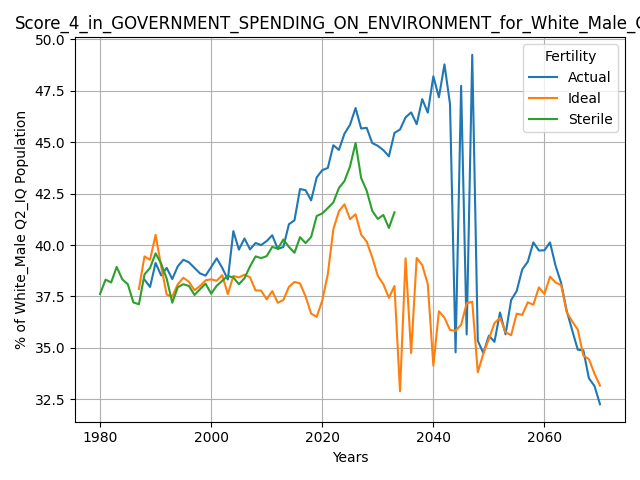 Score_4_in_GOVERNMENT_SPENDING_ON_ENVIRONMENT_for_White_Male_
50.0
47.5
45.0
42.5
40.0
37.5
35.0
32.5
% of White_Male Q2_IQ Population
Fertility
Actual
Ideal
Sterile
1980
2000
2020
2040
2060
Years